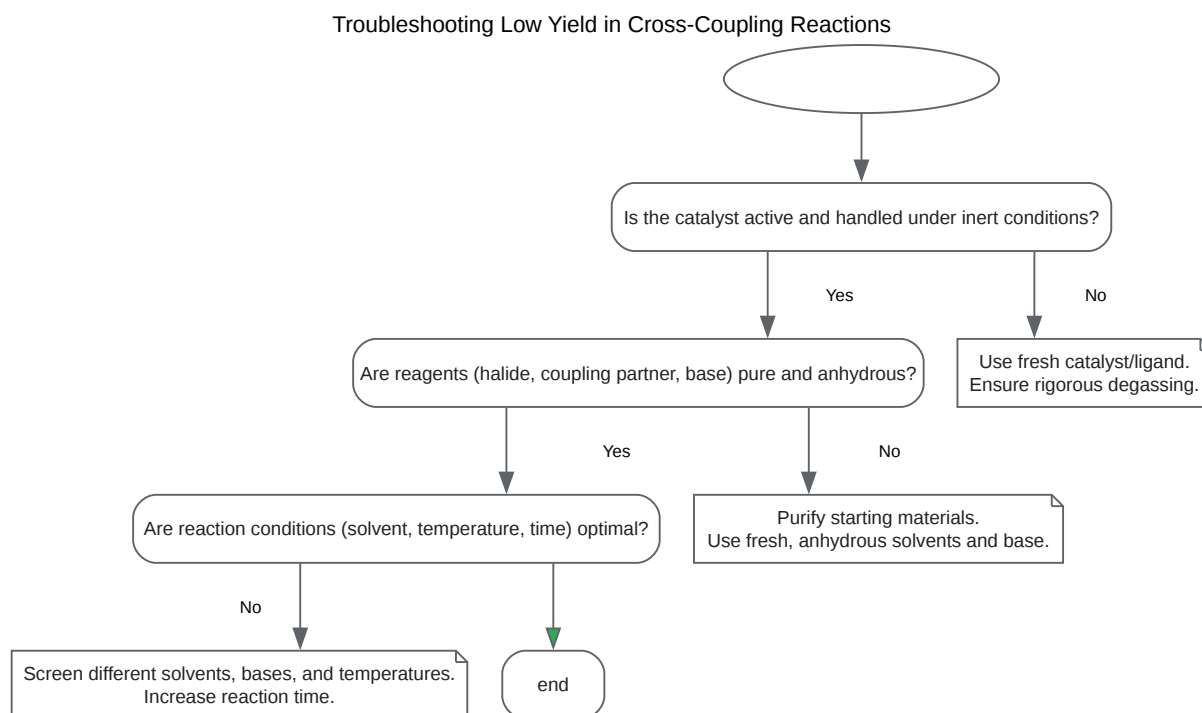 Troubleshooting Low Yield in Cross-Coupling Reactions
Is the catalyst active and handled under inert conditions?
Yes
No
Are reagents (halide, coupling partner, base) pure and anhydrous?
Use fresh catalyst/ligand.
Ensure rigorous degassing.
Yes
No
Are reaction conditions (solvent, temperature, time) optimal?
Purify starting materials.
Use fresh, anhydrous solvents and base.
No
Screen different solvents, bases, and temperatures.
Increase reaction time.
end